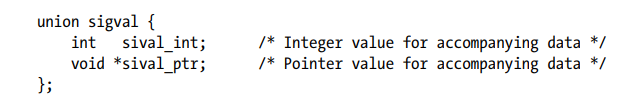 union sigval {
    int   sival_int;       /* Integer value for accompanying data */
    void *sival_ptr;       /* Pointer value for accompanying data */
};